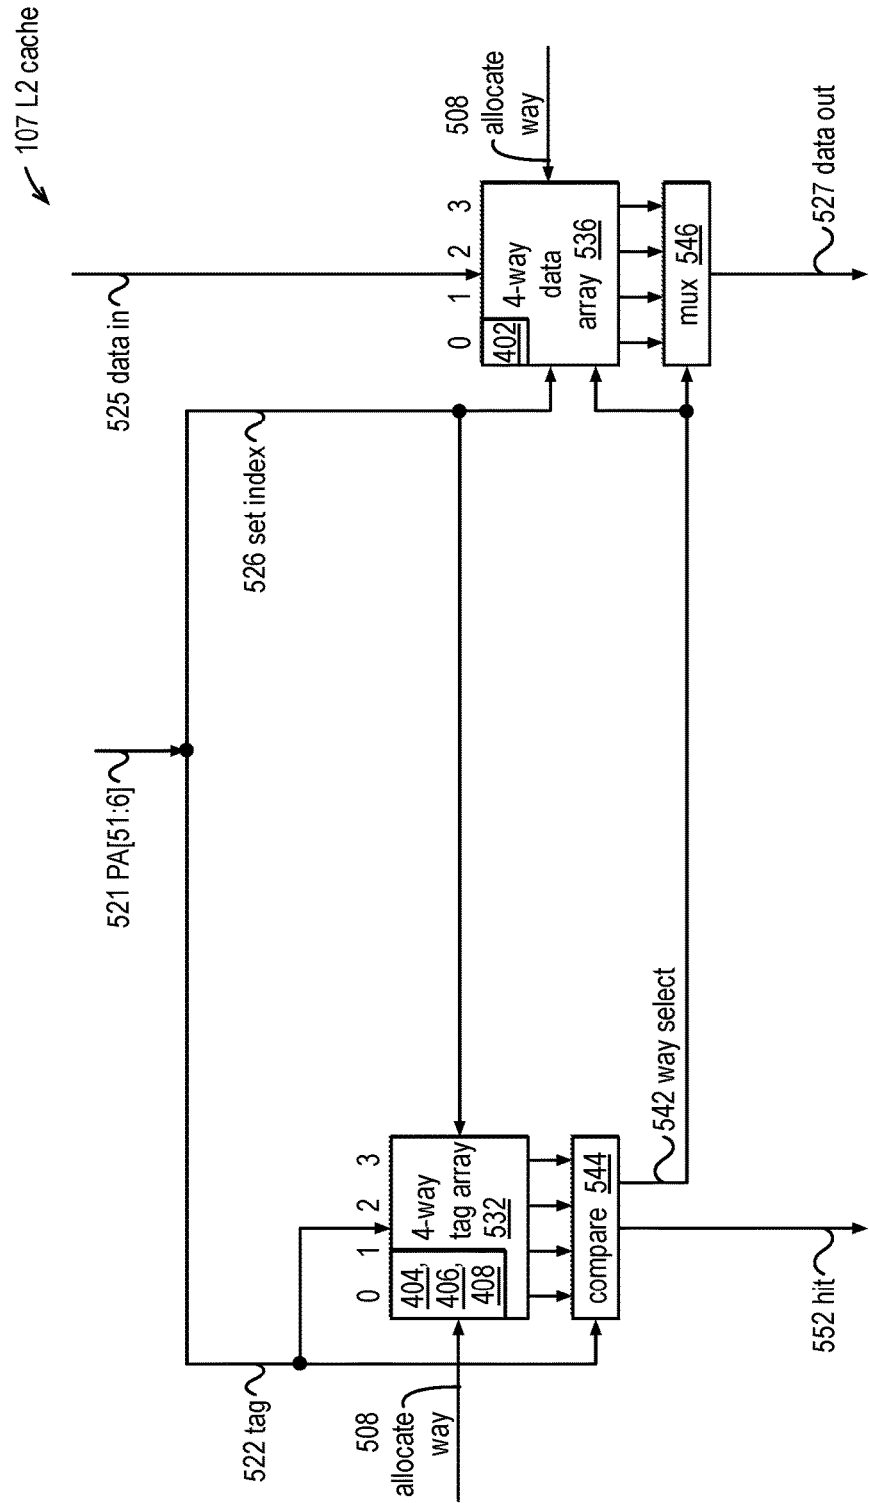 107 L2 cache
521 PA[51:6]
525 data in
522 tag
526 set index
508
allocate
way
0 1 2 3
404,
406,
408
4-way
tag array
532
compare 544
542 way select
552 hit
508
allocate
way
0 1 2 3
402
4-way
data
array 536
mux 546
527 data out